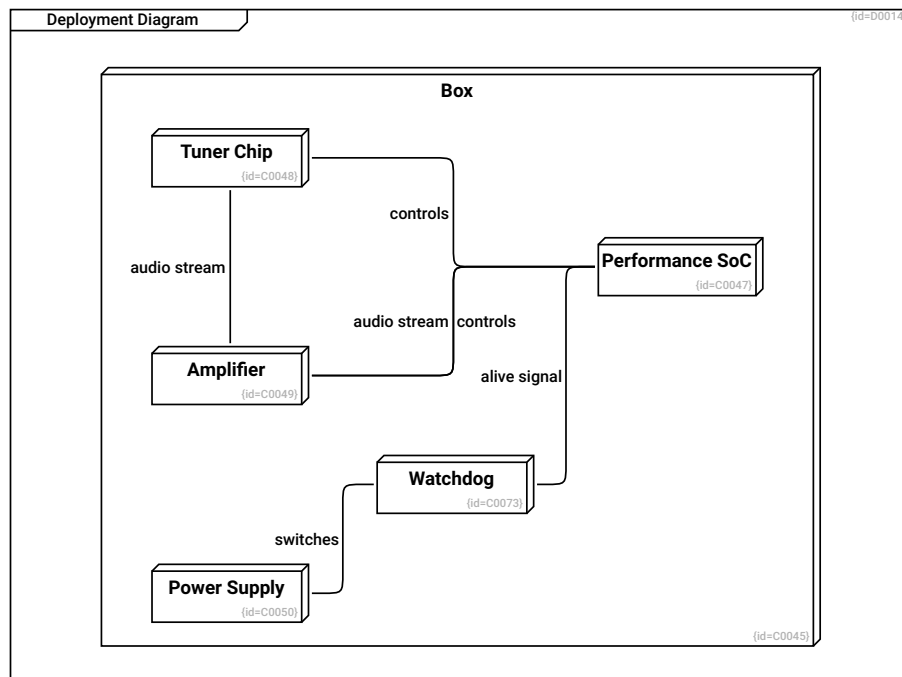 Deployment Diagram
{id=D0014
Box
Tuner Chip
{id=C0048}
controls
Performance SoC
{id=C0047}
audio stream
audio stream
controls
Amplifier
{id=C0049}
alive signal
Watchdog
{id=C0073}
switches
Power Supply
{id=C0050}
{id=C0045}